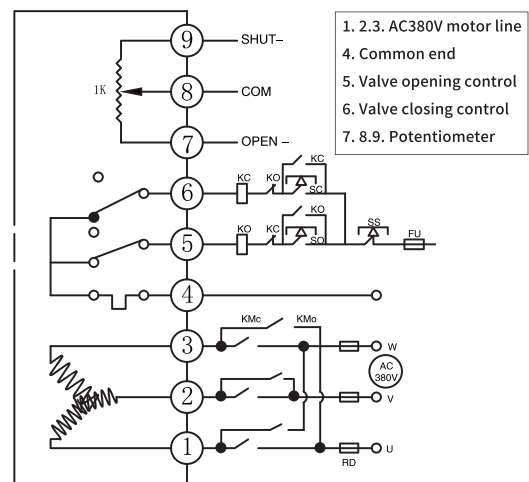 1. 2.3. AC380V motor line
4. Common end
5. Valve opening control
6. Valve closing control
7. 8.9. Potentiometer
9 SHUT–
1K
8 COM
7 OPEN –
KC
6 KC KO SC
KO SS
5 KO KC SO FU
4
KMc KMo
3 W
AC
380V
2 V
1 U
RD